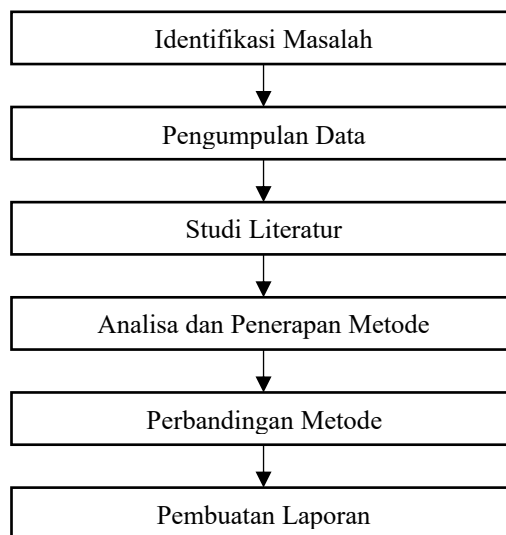 Identifikasi Masalah
Pengumpulan Data
Studi Literatur
Analisa dan Penerapan Metode
Perbandingan Metode
Pembuatan Laporan